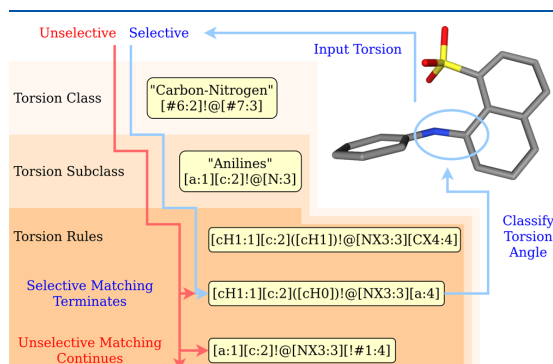 Unselective Selective
Input Torsion
Torsion Class
"Carbon-Nitrogen"
[#6:2]!@[#7:3]
Torsion Subclass
"Anilines"
[a:1][c:2]!@[N:3]
Torsion Rules
[cH1:1][c:2]([cH1])!@[NX3:3][CX4:4]
Classify
Torsion
Angle
Selective Matching
Terminates
[cH1:1][c:2]([cH0])!@[NX3:3][a:4]
Unselective Matching
Continues
[a:1][c:2]!@[NX3:3][!#1:4]